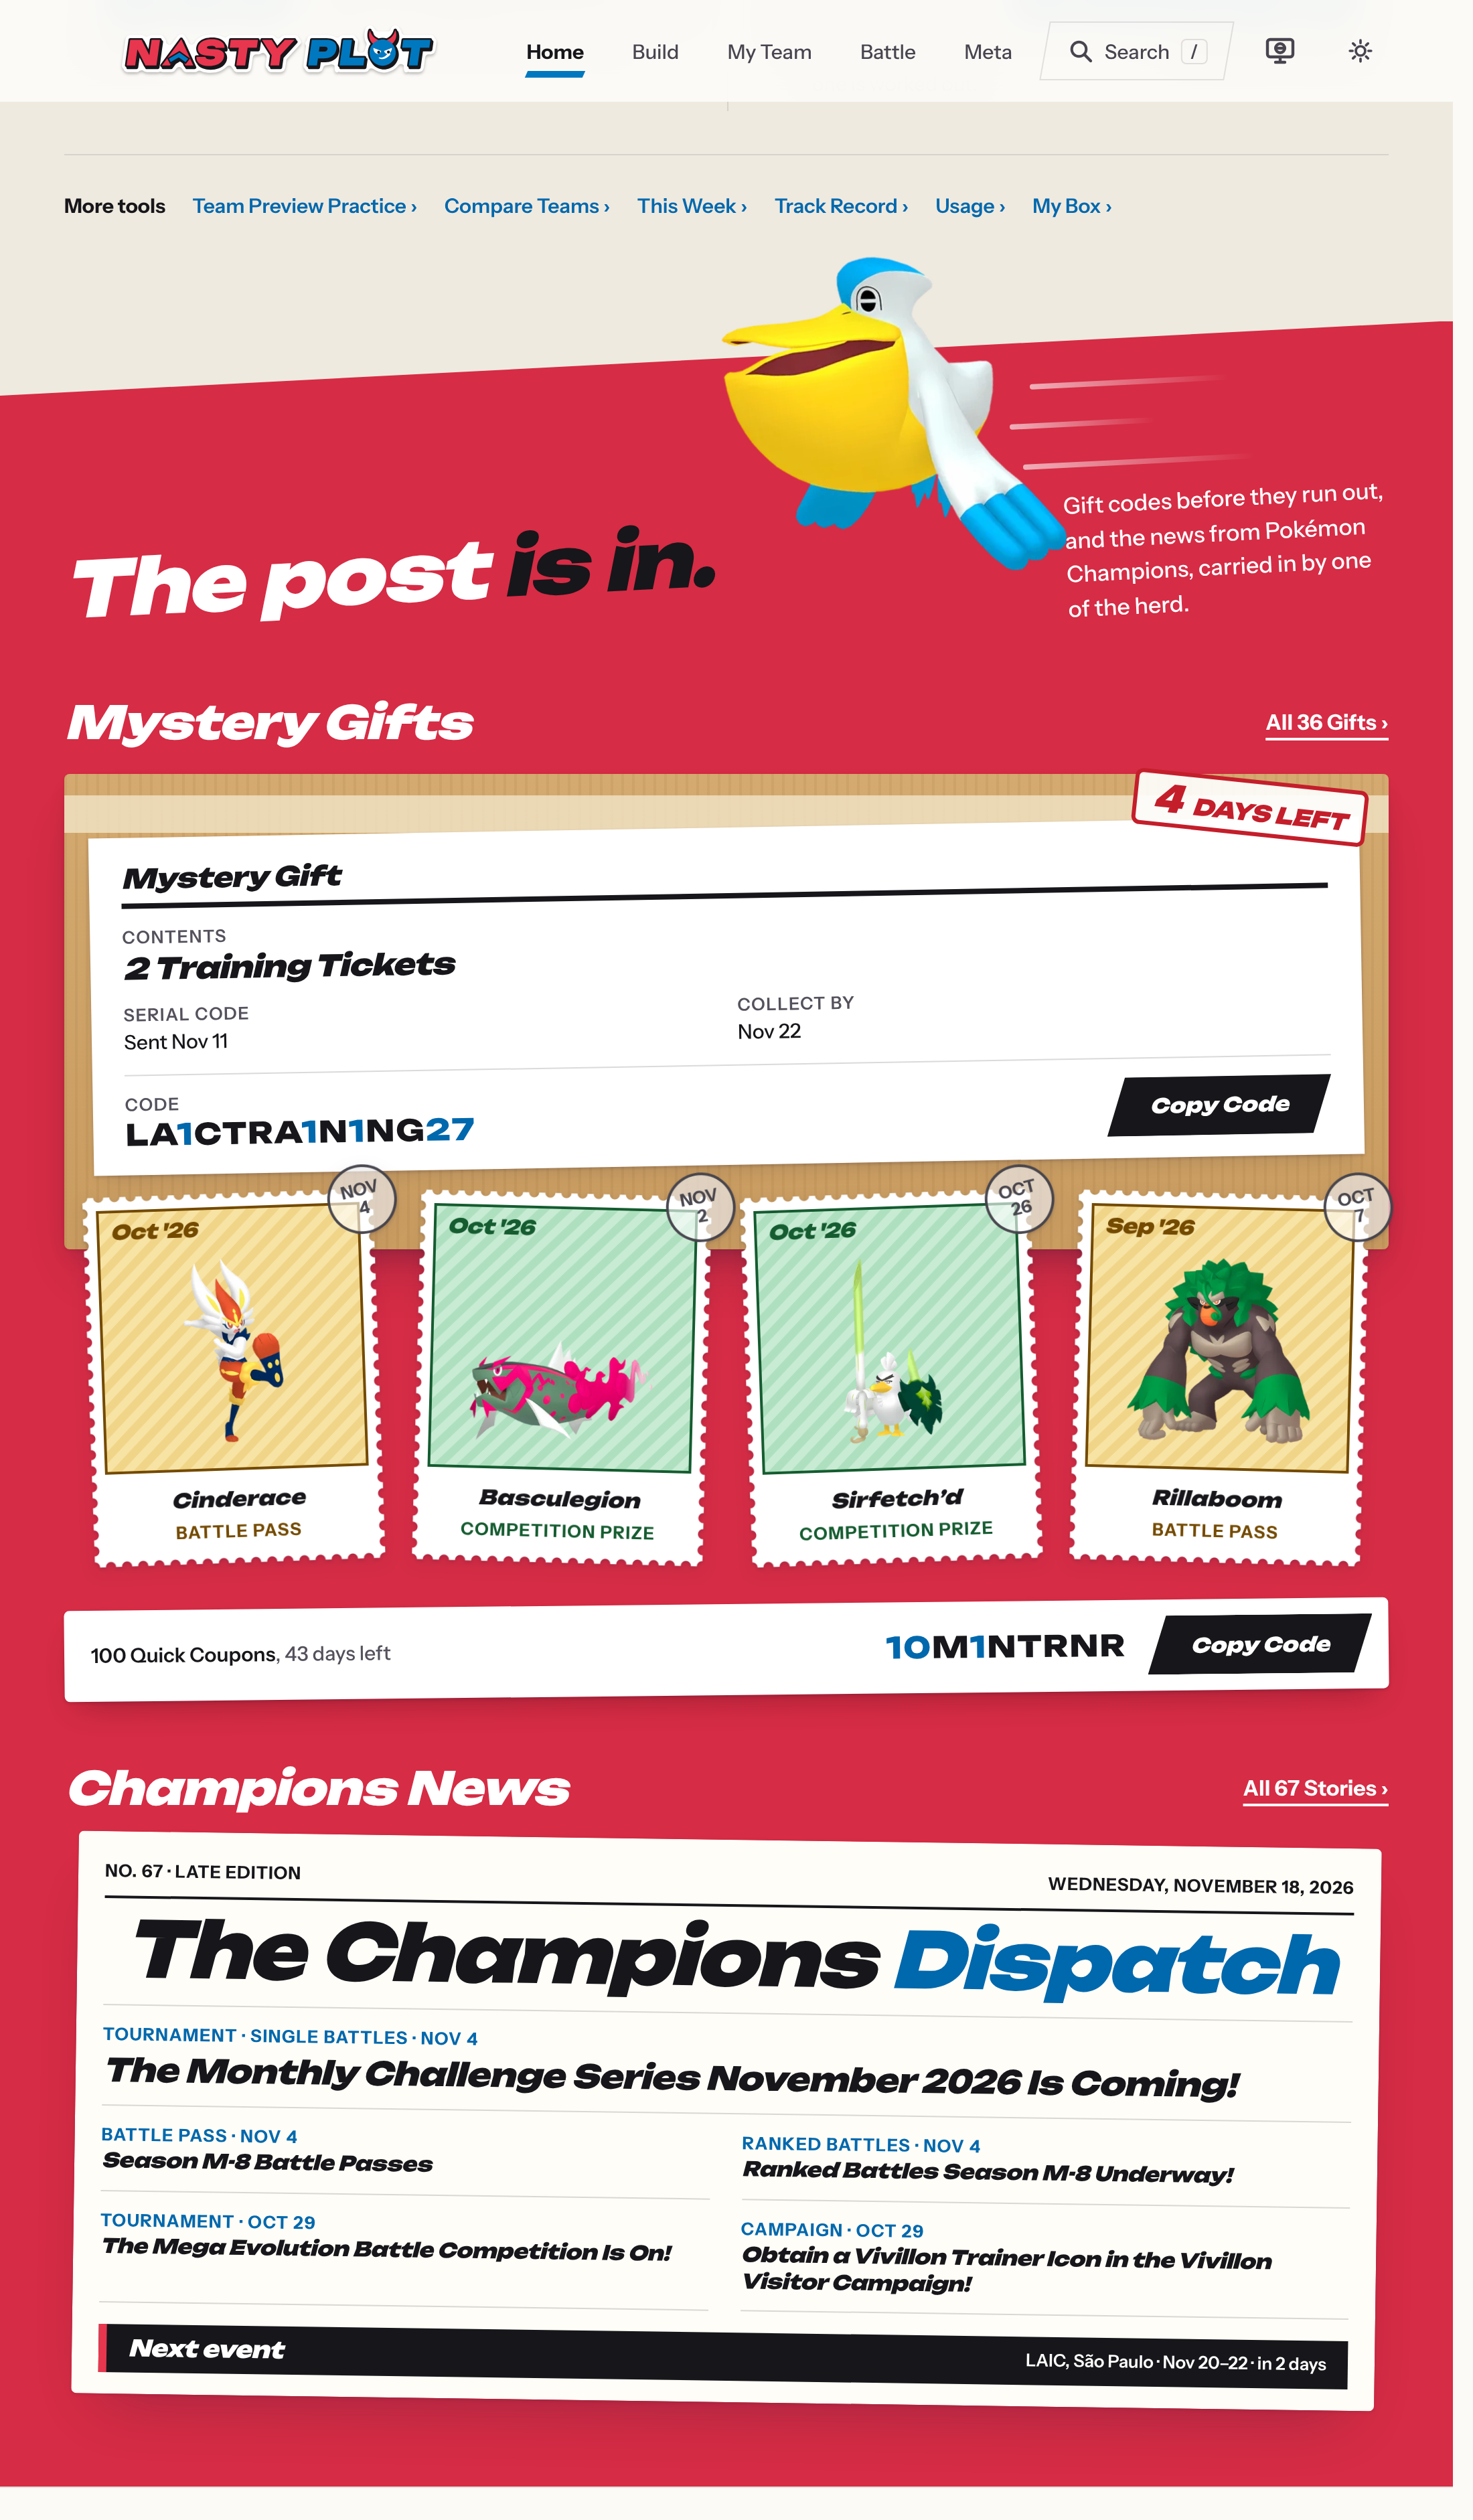 NASTY PLOT
Home
Build
My Team
Battle
Meta
Search /
More tools
Team Preview Practice ›
Compare Teams ›
This Week ›
Track Record ›
Usage ›
My Box ›
The post is in.
Gift codes before they run out,
and the news from Pokémon
Champions, carried in by one
of the herd.
Mystery Gifts
All 36 Gifts ›
4 DAYS LEFT
Mystery Gift
CONTENTS
2 Training Tickets
SERIAL CODE
Sent Nov 11
COLLECT BY
Nov 22
CODE
LA1CTRA1N1NG27
Copy Code
NOV
4
Oct '26
Cinderace
BATTLE PASS
NOV
2
Oct '26
Basculegion
COMPETITION PRIZE
OCT
26
Oct '26
Sirfetch’d
COMPETITION PRIZE
OCT
7
Sep '26
Rillaboom
BATTLE PASS
100 Quick Coupons, 43 days left
10M1NTRNR
Copy Code
Champions News
All 67 Stories ›
NO. 67 · LATE EDITION
WEDNESDAY, NOVEMBER 18, 2026
The Champions Dispatch
TOURNAMENT · SINGLE BATTLES · NOV 4
The Monthly Challenge Series November 2026 Is Coming!
BATTLE PASS · NOV 4
Season M-8 Battle Passes
RANKED BATTLES · NOV 4
Ranked Battles Season M-8 Underway!
TOURNAMENT · OCT 29
The Mega Evolution Battle Competition Is On!
CAMPAIGN · OCT 29
Obtain a Vivillon Trainer Icon in the Vivillon
Visitor Campaign!
Next event
LAIC, São Paulo · Nov 20–22 · in 2 days